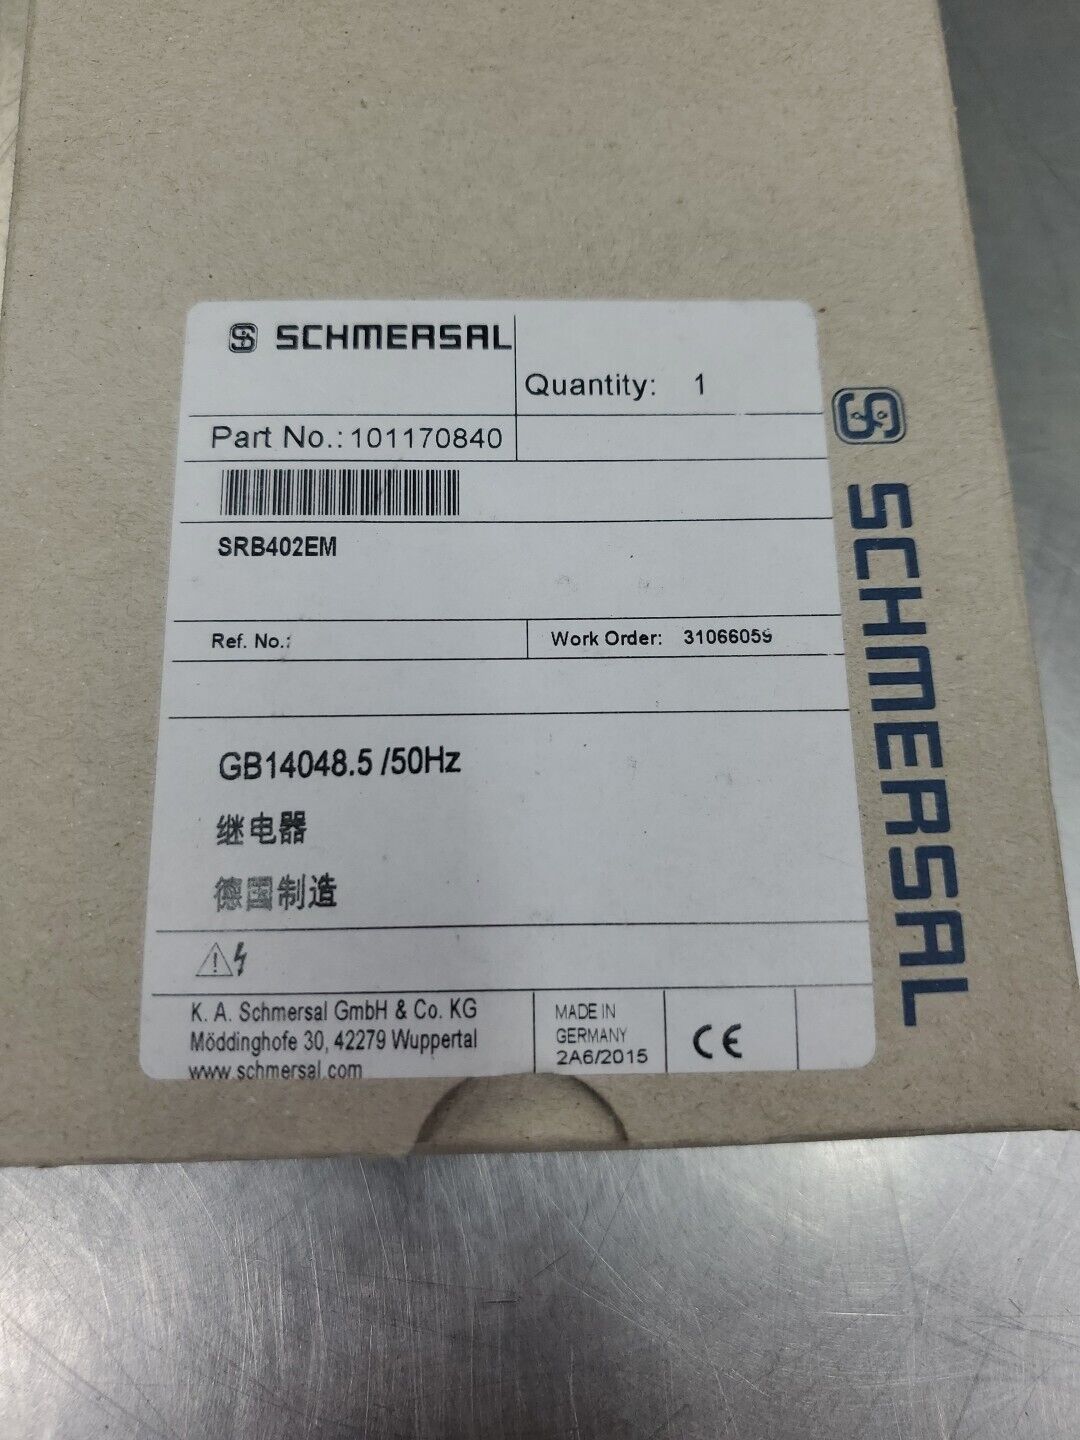 SCHMERSAL
Quantity: 1
Part No.: 101170840
SRB402EM
Ref. No.:
Work Order: 31066059
GB14048.5 /50Hz
继电器
德国制造
K. A. Schmersal GmbH & Co. KG
Möddinghofe 30, 42279 Wuppertal
www.schmersal.com
MADE IN
GERMANY
2A6/2015
CE
SCHMERSAL